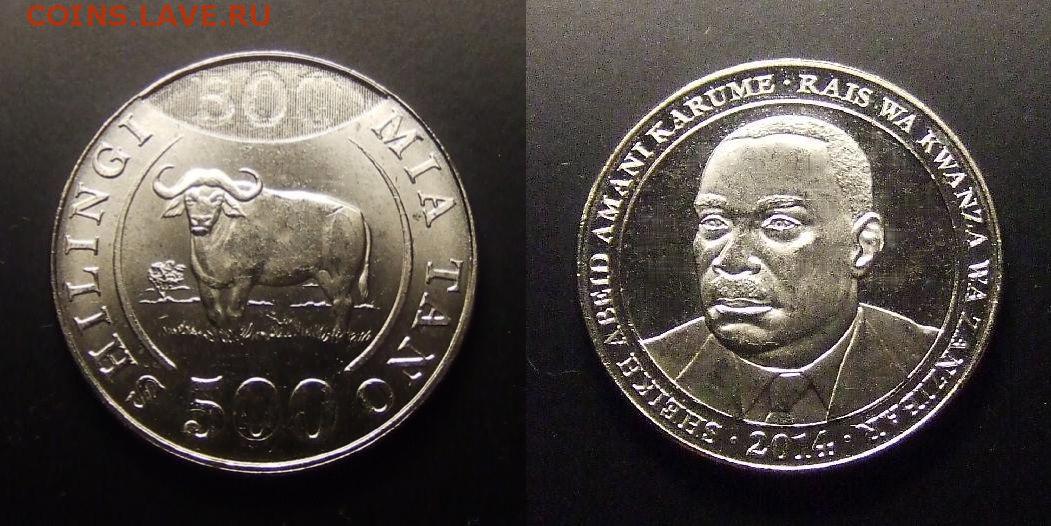 COINS.LAVE.RU
500
SHILINGI MIA TANO
500
SHEIKH ABEID AMANI KARUME · RAIS WA KWANZA WA ZANZIBAR
· 2014 ·